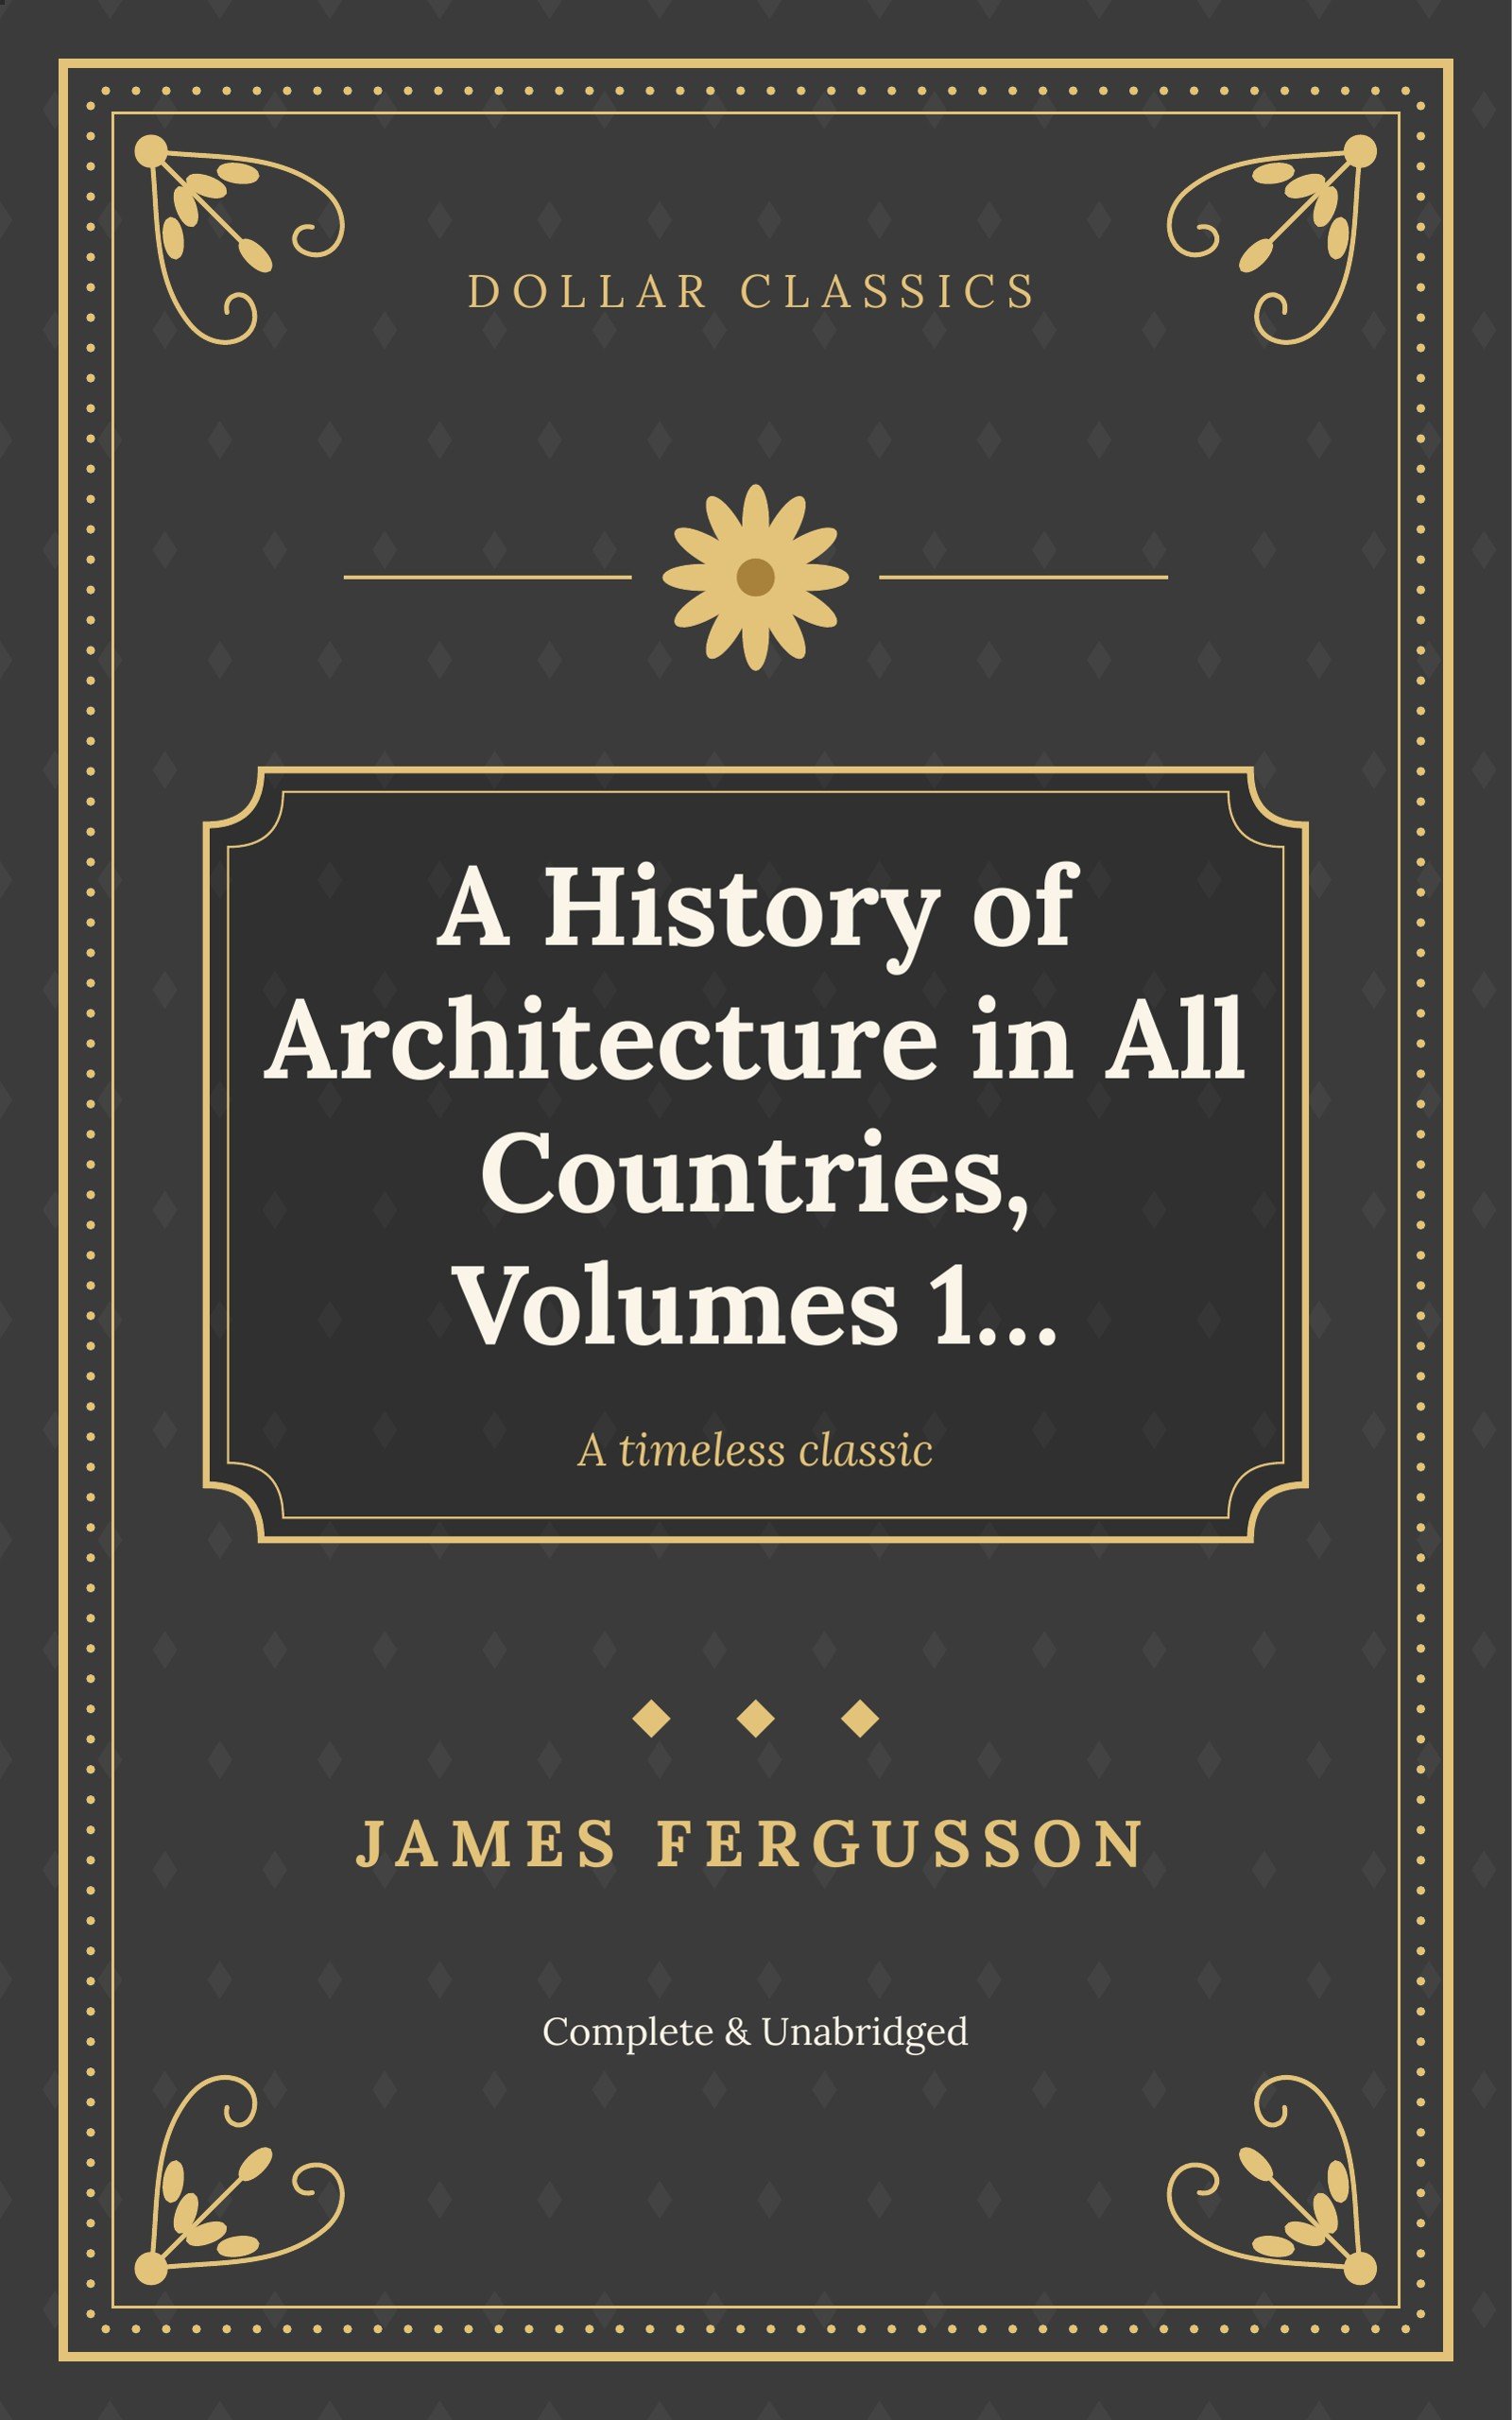 DOLLAR CLASSICS
A History of
Architecture in All
Countries,
Volumes 1...
A timeless classic
JAMES FERGUSSON
Complete & Unabridged